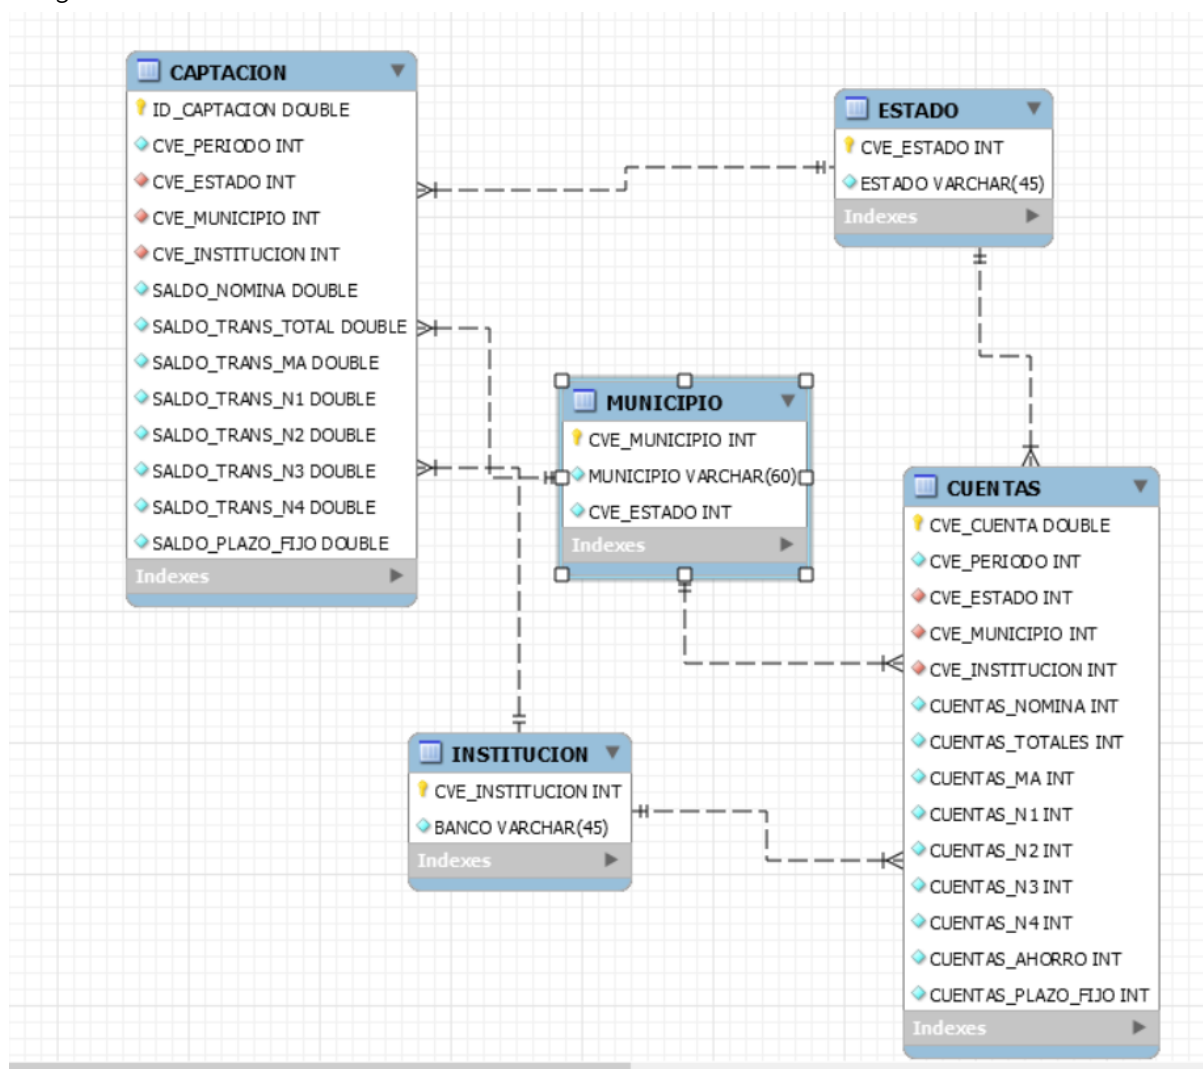 CAPTACION
ID_CAPTACION DOUBLE
CVE_PERIODO INT
CVE_ESTADO INT
CVE_MUNICIPIO INT
CVE_INSTITUCION INT
SALDO_NOMINA DOUBLE
SALDO_TRANS_TOTAL DOUBLE
SALDO_TRANS_MA DOUBLE
SALDO_TRANS_N1 DOUBLE
SALDO_TRANS_N2 DOUBLE
SALDO_TRANS_N3 DOUBLE
SALDO_TRANS_N4 DOUBLE
SALDO_PLAZO_FIJO DOUBLE
Indexes
ESTADO
CVE_ESTADO INT
ESTADO VARCHAR(45)
Indexes
MUNICIPIO
CVE_MUNICIPIO INT
MUNICIPIO VARCHAR(60)
CVE_ESTADO INT
Indexes
INSTITUCION
CVE_INSTITUCION INT
BANCO VARCHAR(45)
Indexes
CUENTAS
CVE_CUENTA DOUBLE
CVE_PERIODO INT
CVE_ESTADO INT
CVE_MUNICIPIO INT
CVE_INSTITUCION INT
CUENTAS_NOMINA INT
CUENTAS_TOTALES INT
CUENTAS_MA INT
CUENTAS_N1 INT
CUENTAS_N2 INT
CUENTAS_N3 INT
CUENTAS_N4 INT
CUENTAS_AHORRO INT
CUENTAS_PLAZO_FIJO INT
Indexes